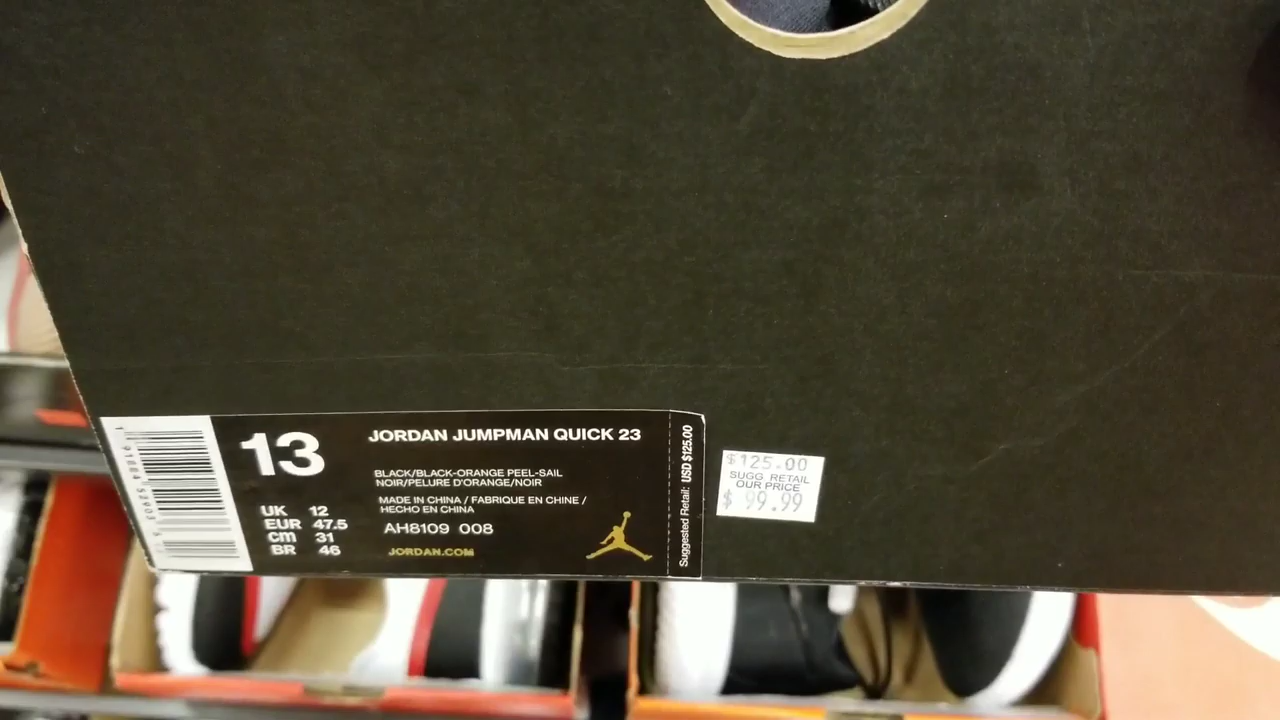 13
UK 12
EUR 47.5
cm 31
BR 46
JORDAN JUMPMAN QUICK 23
BLACK/BLACK-ORANGE PEEL-SAIL
NOIR/PELURE D'ORANGE/NOIR
MADE IN CHINA / FABRIQUE EN CHINE /
HECHO EN CHINA
AH8109 008
JORDAN.COM
Suggested Retail: USD $125.00
$125.00
SUGG RETAIL
OUR PRICE
$ 99.99